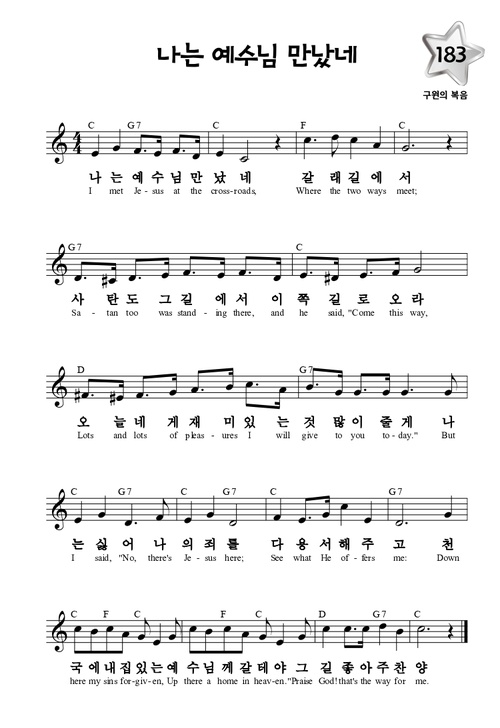 나는 예수님 만났네
183
구원의 복음
C G7 C F C
나 는 예 수 님 만 났 네 갈 래 길 에 서
I met Je - sus at the cross-roads, Where the two ways meet;
G7 C
사 탄 도 그 길 에 서 이 쪽 길 로 오 라
Sa - tan too was stand - ing there, and he said, "Come this way,
D G7
오 늘 네 게 재 미 있 는 것 많 이 줄 게 나
Lots and lots of pleas - ures I will give to you to-day." But
C G7 C G7 C G7
는 싫 어 나 의 죄 를 다 용 서 해 주 고 천
I said, "No, there's Je - sus here; See what He of - fers me: Down
C F C F C D G7 C
국 에 내 집 있 는 예 수 님 께 갈 테 야 그 길 좋 아 주 찬 양
here my sins for-giv-en, Up there a home in heav-en. "Praise God! that's the way for me.